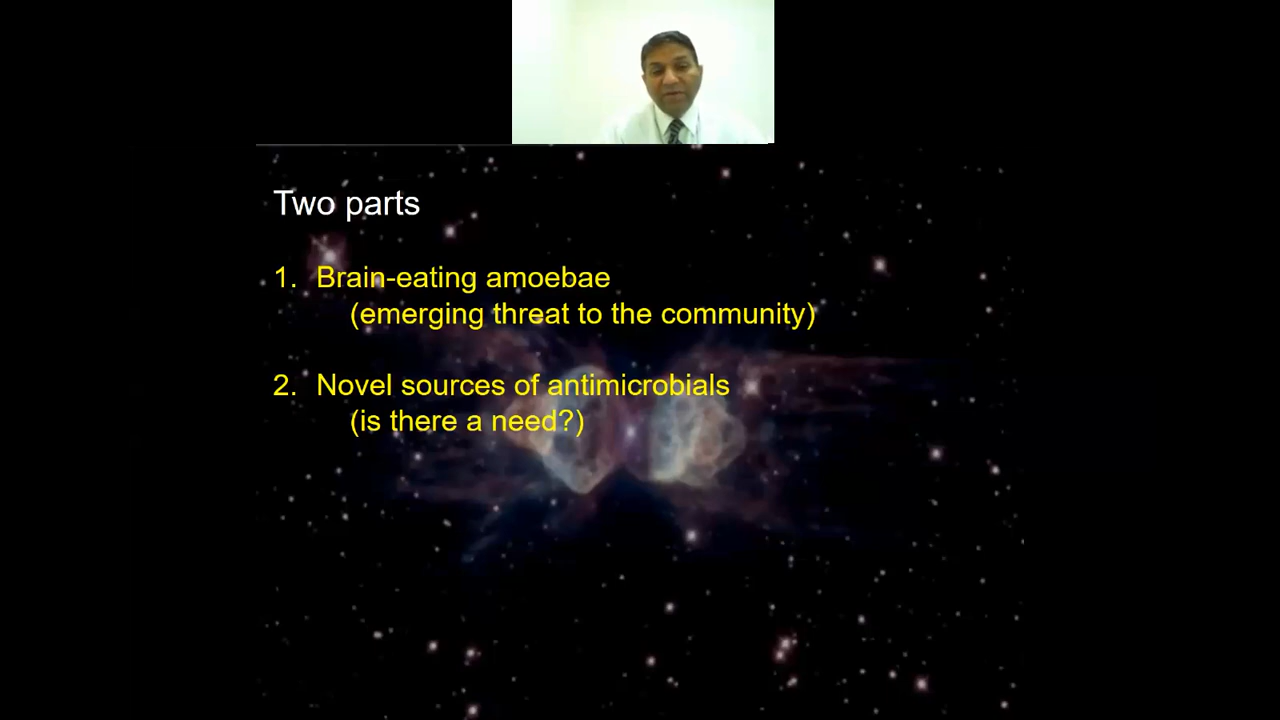 Two parts
1. Brain-eating amoebae
(emerging threat to the community)
2. Novel sources of antimicrobials
(is there a need?)